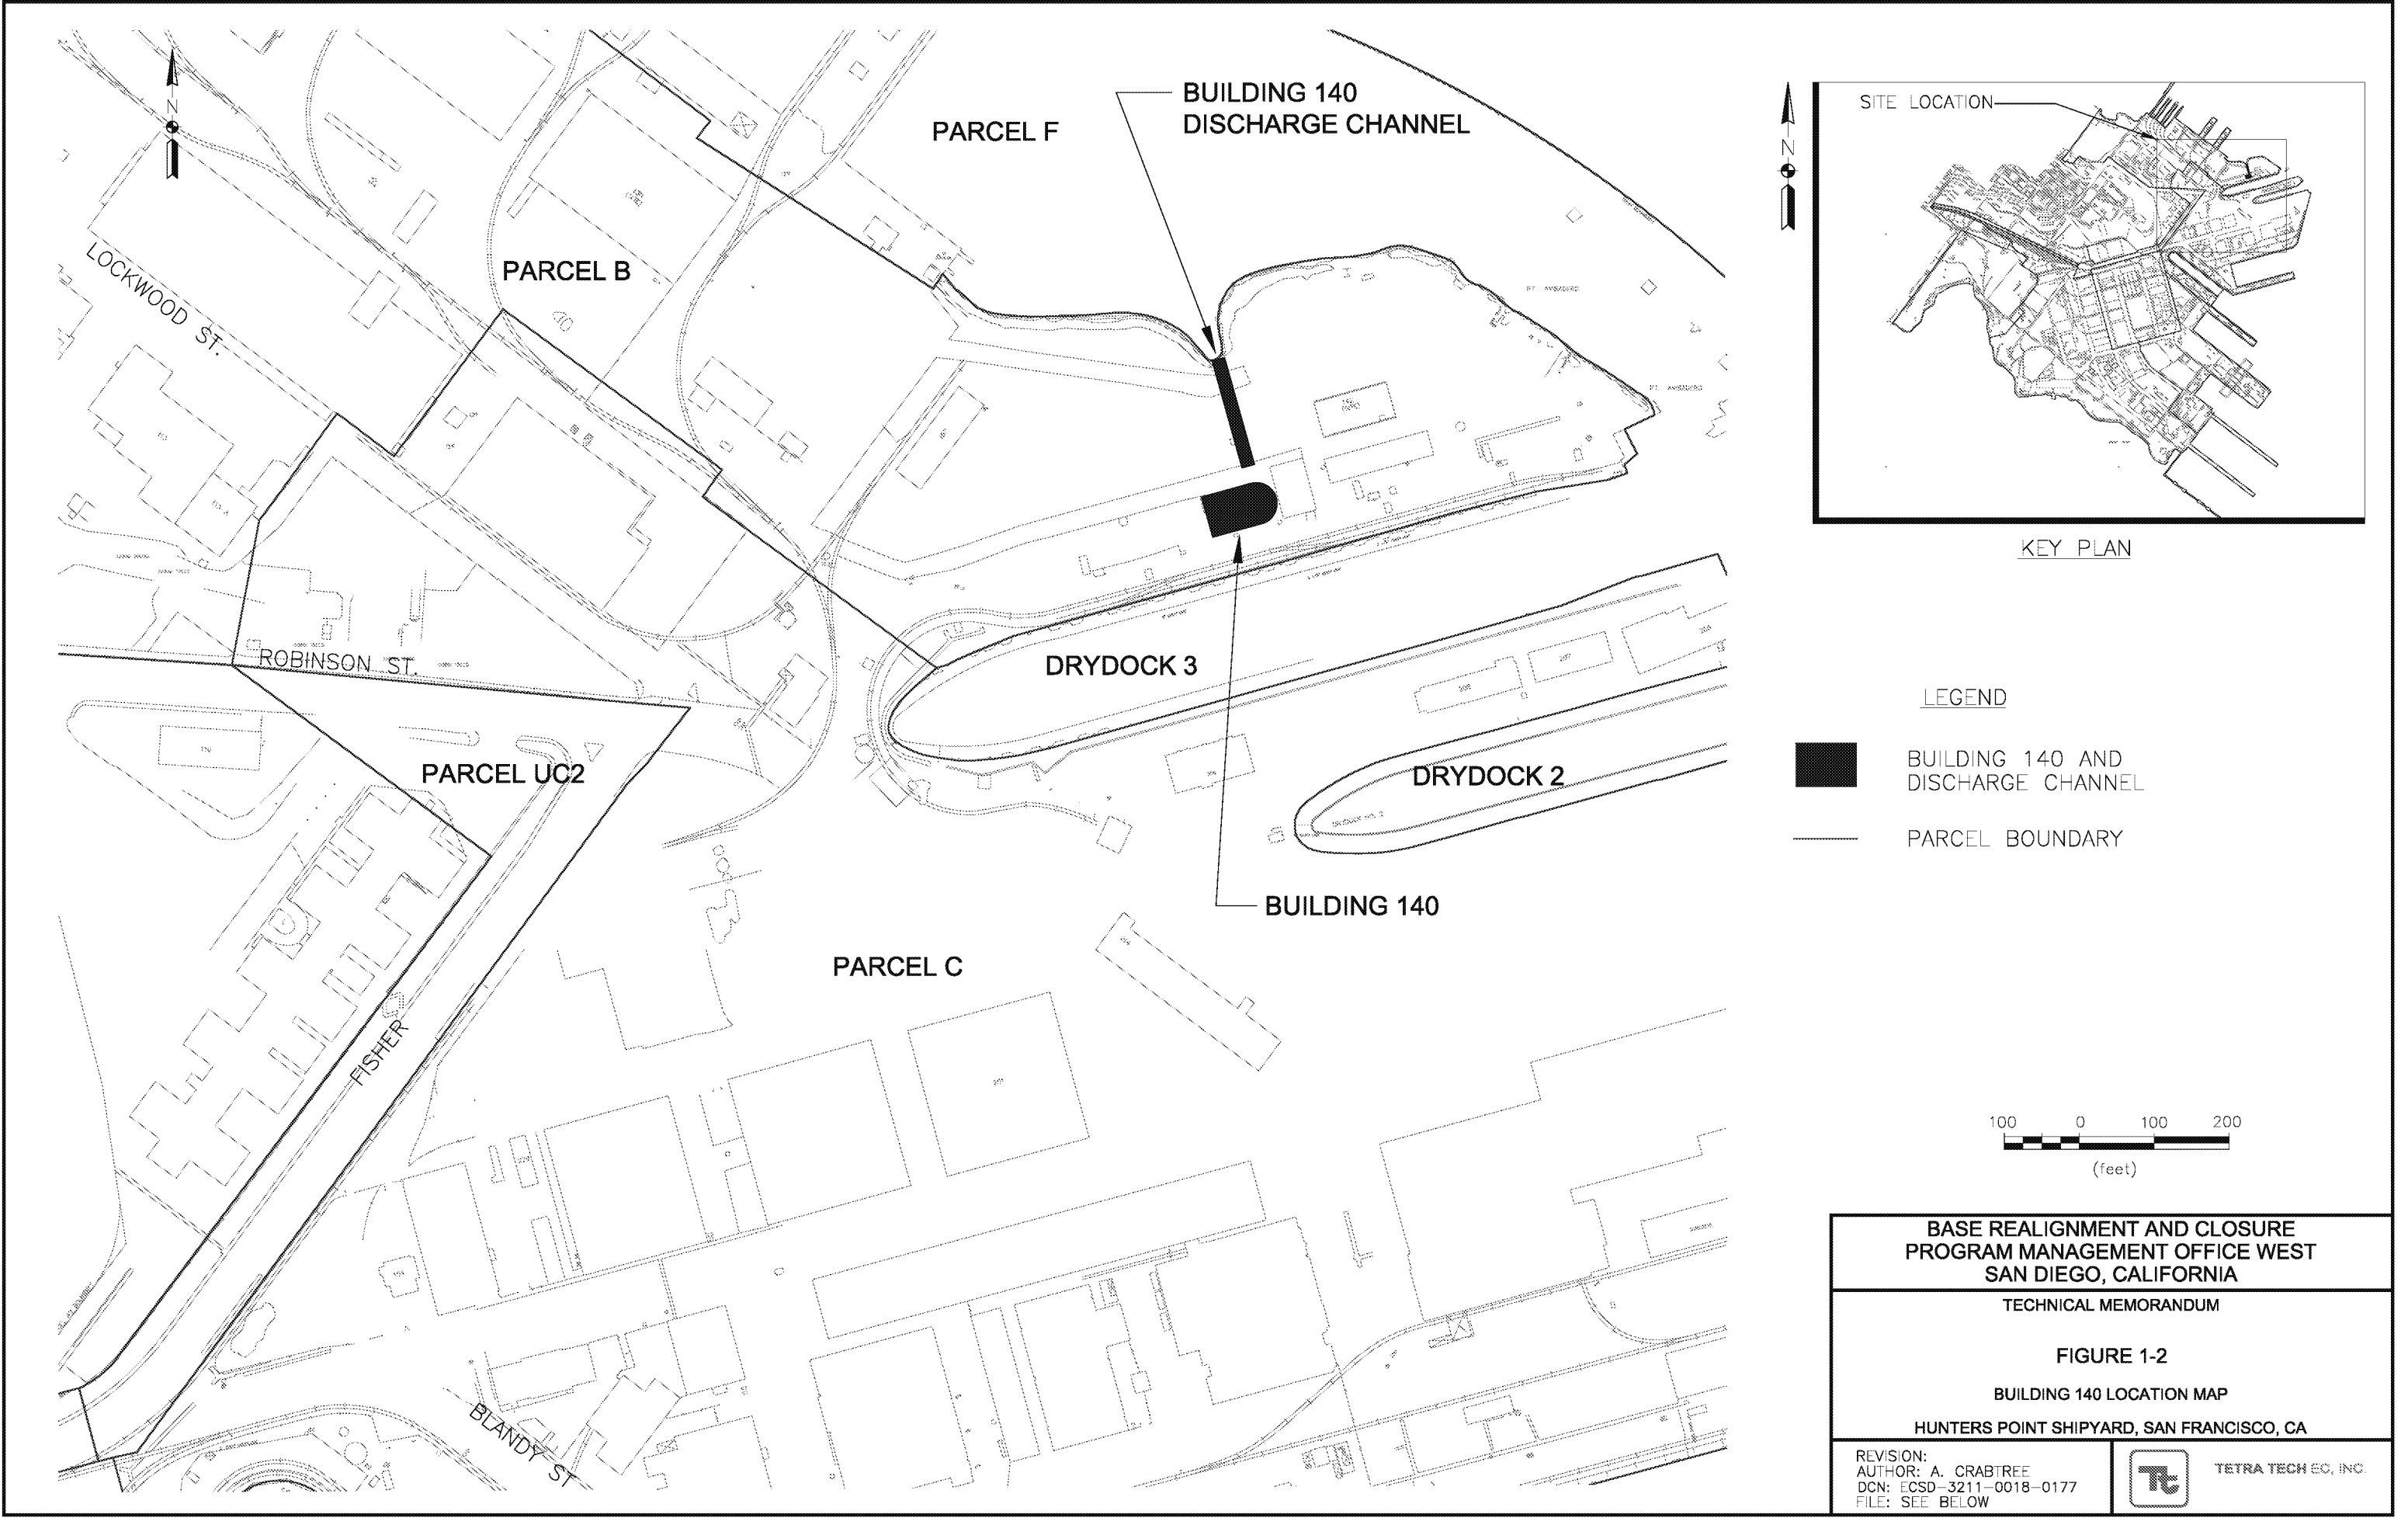 N
BUILDING 140
DISCHARGE CHANNEL
PARCEL F
SITE LOCATION
N
LOCKWOOD ST.
PARCEL B
KEY PLAN
ROBINSON ST.
DRYDOCK 3
LEGEND
BUILDING 140 AND
DISCHARGE CHANNEL
PARCEL UC2
DRYDOCK 2
PARCEL BOUNDARY
BUILDING 140
PARCEL C
FISHER
100 0 100 200
(feet)
BLANDY ST
BASE REALIGNMENT AND CLOSURE
PROGRAM MANAGEMENT OFFICE WEST
SAN DIEGO, CALIFORNIA
TECHNICAL MEMORANDUM
FIGURE 1-2
BUILDING 140 LOCATION MAP
HUNTERS POINT SHIPYARD, SAN FRANCISCO, CA
REVISION:
AUTHOR: A. CRABTREE
DCN: ECSD-3211-0018-0177
FILE: SEE BELOW
Tt
TETRA TECH EC, INC.